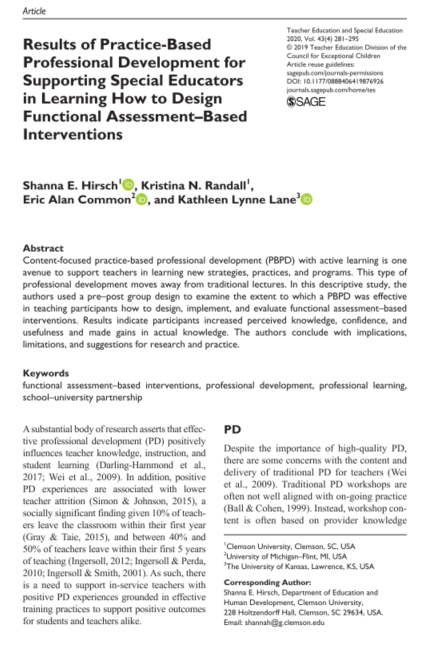 Article
Teacher Education and Special Education
2020, Vol. 43(4) 281–295
© 2019 Teacher Education Division of the
Council for Exceptional Children
Article reuse guidelines:
sagepub.com/journals-permissions
DOI: 10.1177/0888406419876926
journals.sagepub.com/home/tes
SAGE
Results of Practice-Based
Professional Development for
Supporting Special Educators
in Learning How to Design
Functional Assessment–Based
Interventions
Shanna E. Hirsch1 iD, Kristina N. Randall1,
Eric Alan Common2 iD, and Kathleen Lynne Lane3 iD
Abstract
Content-focused practice-based professional development (PBPD) with active learning is one
avenue to support teachers in learning new strategies, practices, and programs. This type of
professional development moves away from traditional lectures. In this descriptive study, the
authors used a pre–post group design to examine the extent to which a PBPD was effective
in teaching participants how to design, implement, and evaluate functional assessment–based
interventions. Results indicate participants increased perceived knowledge, confidence, and
usefulness and made gains in actual knowledge. The authors conclude with implications,
limitations, and suggestions for research and practice.
Keywords
functional assessment–based interventions, professional development, professional learning,
school–university partnership
A substantial body of research asserts that effec-
tive professional development (PD) positively
influences teacher knowledge, instruction, and
student learning (Darling-Hammond et al.,
2017; Wei et al., 2009). In addition, positive
PD experiences are associated with lower
teacher attrition (Simon & Johnson, 2015), a
socially significant finding given 10% of teach-
ers leave the classroom within their first year
(Gray & Taie, 2015), and between 40% and
50% of teachers leave within their first 5 years
of teaching (Ingersoll, 2012; Ingersoll & Perda,
2010; Ingersoll & Smith, 2001). As such, there
is a need to support in-service teachers with
positive PD experiences grounded in effective
training practices to support positive outcomes
for students and teachers alike.
PD
Despite the importance of high-quality PD,
there are some concerns with the content and
delivery of traditional PD for teachers (Wei
et al., 2009). Traditional PD workshops are
often not well aligned with on-going practice
(Ball & Cohen, 1999). Instead, workshop con-
tent is often based on provider knowledge
1Clemson University, Clemson, SC, USA
2University of Michigan–Flint, MI, USA
3The University of Kansas, Lawrence, KS, USA
Corresponding Author:
Shanna E. Hirsch, Department of Education and
Human Development, Clemson University,
228 Holtzendorff Hall, Clemson, SC 29634, USA.
Email: shannah@g.clemson.edu